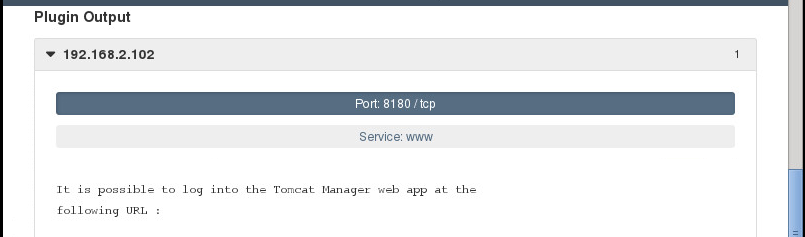 Plugin Output
192.168.2.102 1
Port: 8180 / tcp
Service: www
It is possible to log into the Tomcat Manager web app at the
following URL :